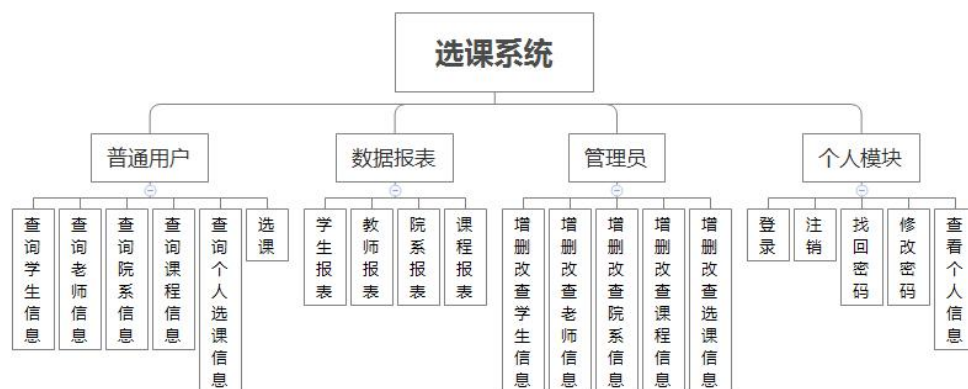 选课系统
普通用户
数据报表
管理员
个人模块
查询学生信息
查询老师信息
查询院系信息
查询课程信息
查询个人选课信息
选课
学生报表
教师报表
院系报表
课程报表
增删改查学生信息
增删改查老师信息
增删改查院系信息
增删改查课程信息
增删改查选课信息
登录
注销
找回密码
修改密码
查看个人信息